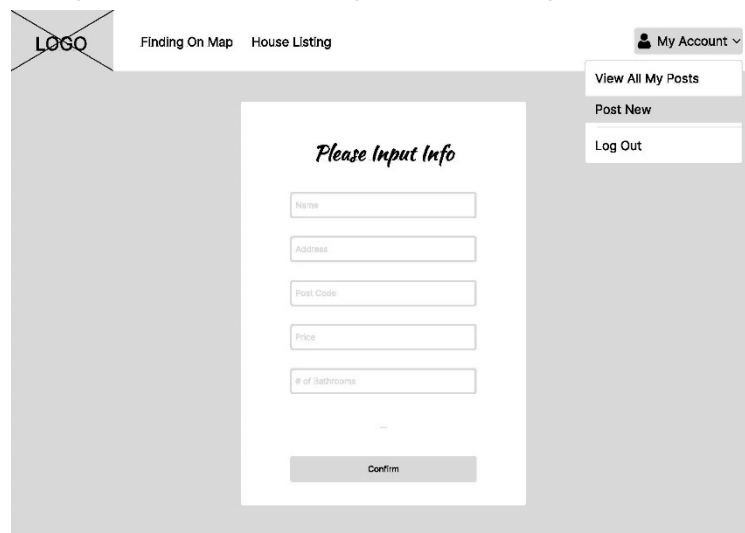 LOGO
Finding On Map
House Listing
My Account
View All My Posts
Post New
Log Out
Please Input Info
Name
Address
Post Code
Price
# of Bathrooms
...
Confirm